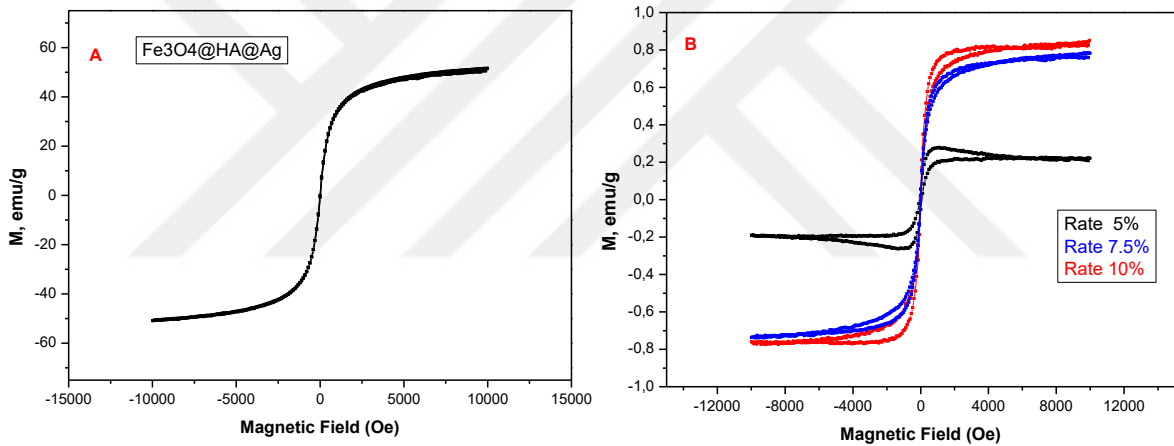 A
Fe3O4@HA@Ag
M, emu/g
60
40
20
0
-20
-40
-60
-15000 -10000 -5000 0 5000 10000 15000
Magnetic Field (Oe)
B
M, emu/g
1,0
0,8
0,6
0,4
0,2
0,0
-0,2
-0,4
-0,6
-0,8
-1,0
Rate 5%
Rate 7.5%
Rate 10%
-12000 -8000 -4000 0 4000 8000 12000
Magnetic Field (Oe)